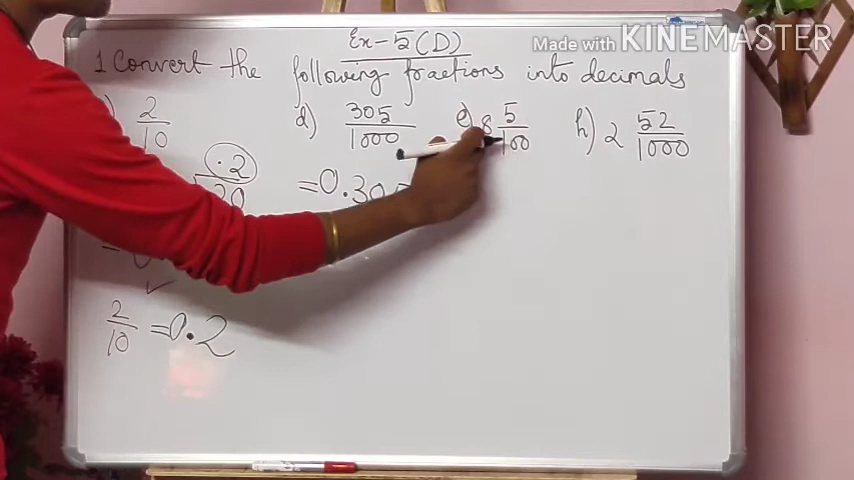 Made with KINEMASTER
Ex-5(D)
1 Convert the following fractions into decimals
) 2/10 d) 305/1000 e) 8 5/100 h) 2 52/1000
.2
= 0.30
2/10 = 0.2